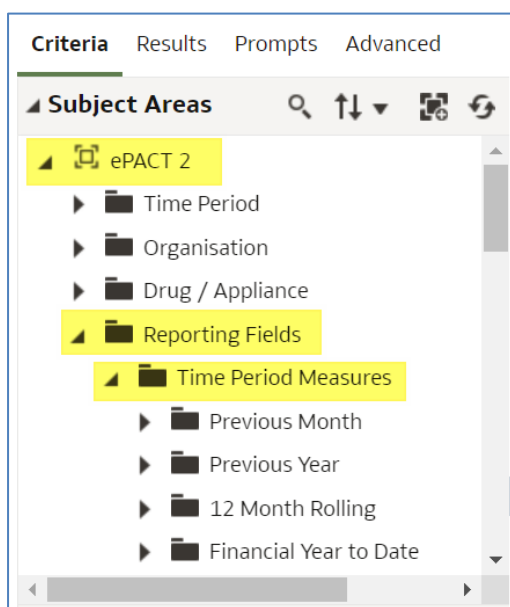 Criteria Results Prompts Advanced
Subject Areas
ePACT 2
Time Period
Organisation
Drug / Appliance
Reporting Fields
Time Period Measures
Previous Month
Previous Year
12 Month Rolling
Financial Year to Date